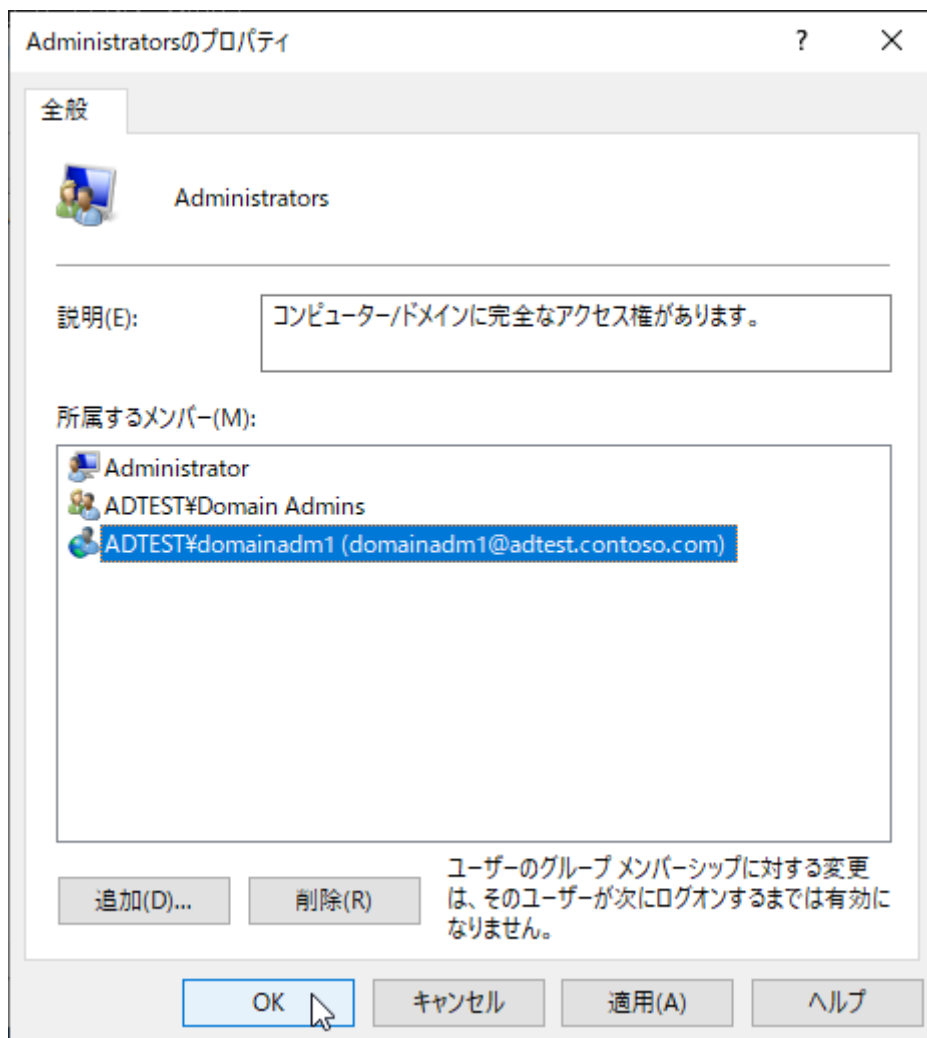 Administratorsのプロパティ
?
全般
Administrators
説明(E):
コンピューター/ドメインに完全なアクセス権があります。
所属するメンバー(M):
Administrator
ADTEST¥Domain Admins
ADTEST¥domainadm1 (domainadm1@adtest.contoso.com)
追加(D)...
削除(R)
ユーザーのグループ メンバーシップに対する変更
は、そのユーザーが次にログオンするまでは有効に
なりません。
OK
キャンセル
適用(A)
ヘルプ